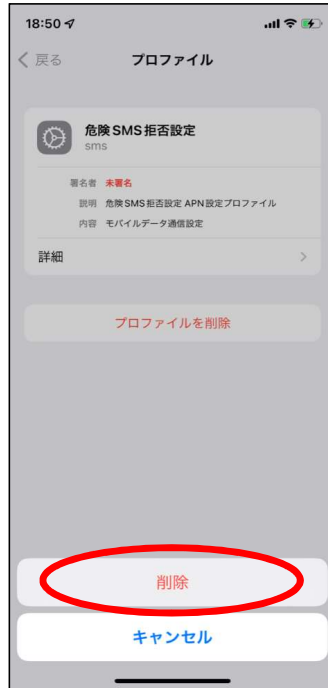 18:50
戻る
プロファイル
危険SMS拒否設定
sms
署名者 未署名
説明 危険SMS拒否設定 APN設定プロファイル
内容 モバイルデータ通信設定
詳細
プロファイルを削除
削除
キャンセル